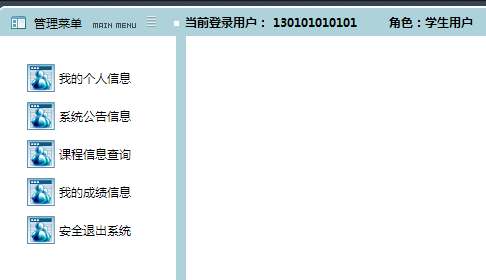 管理菜单 MAIN MENU 当前登录用户： 130101010101 角色：学生用户
我的个人信息
系统公告信息
课程信息查询
我的成绩信息
安全退出系统